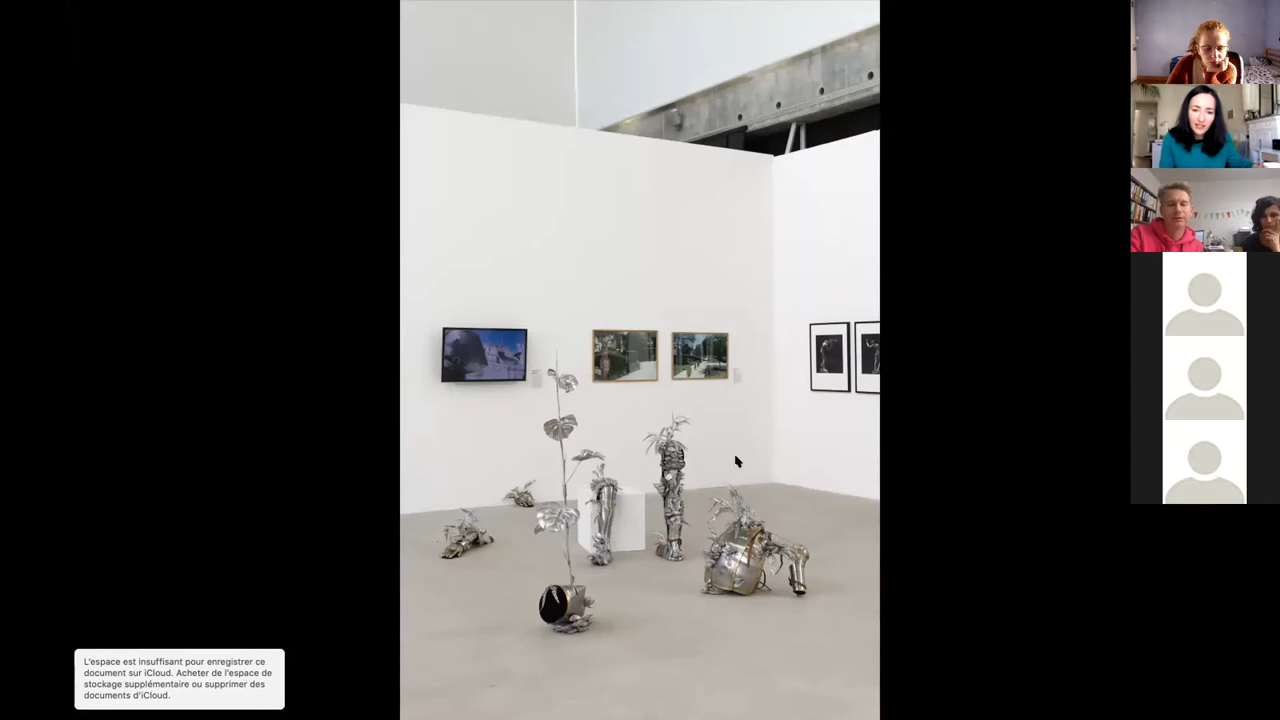 L'espace est insuffisant pour enregistrer ce
document sur iCloud. Acheter de l'espace de
stockage supplémentaire ou supprimer des
documents d'iCloud.